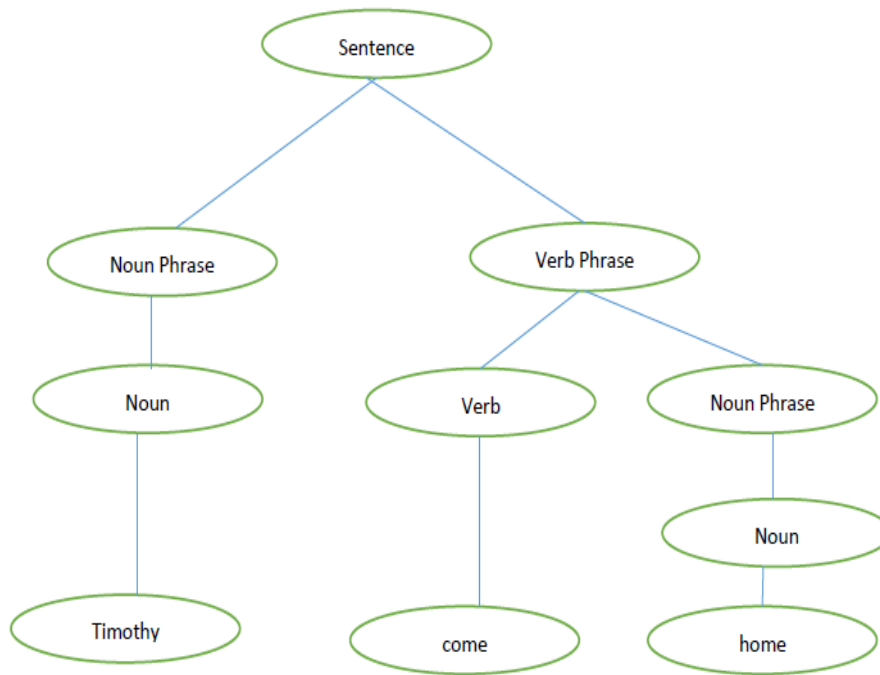 Sentence
Noun Phrase
Verb Phrase
Noun
Verb
Noun Phrase
Noun
Timothy
come
home